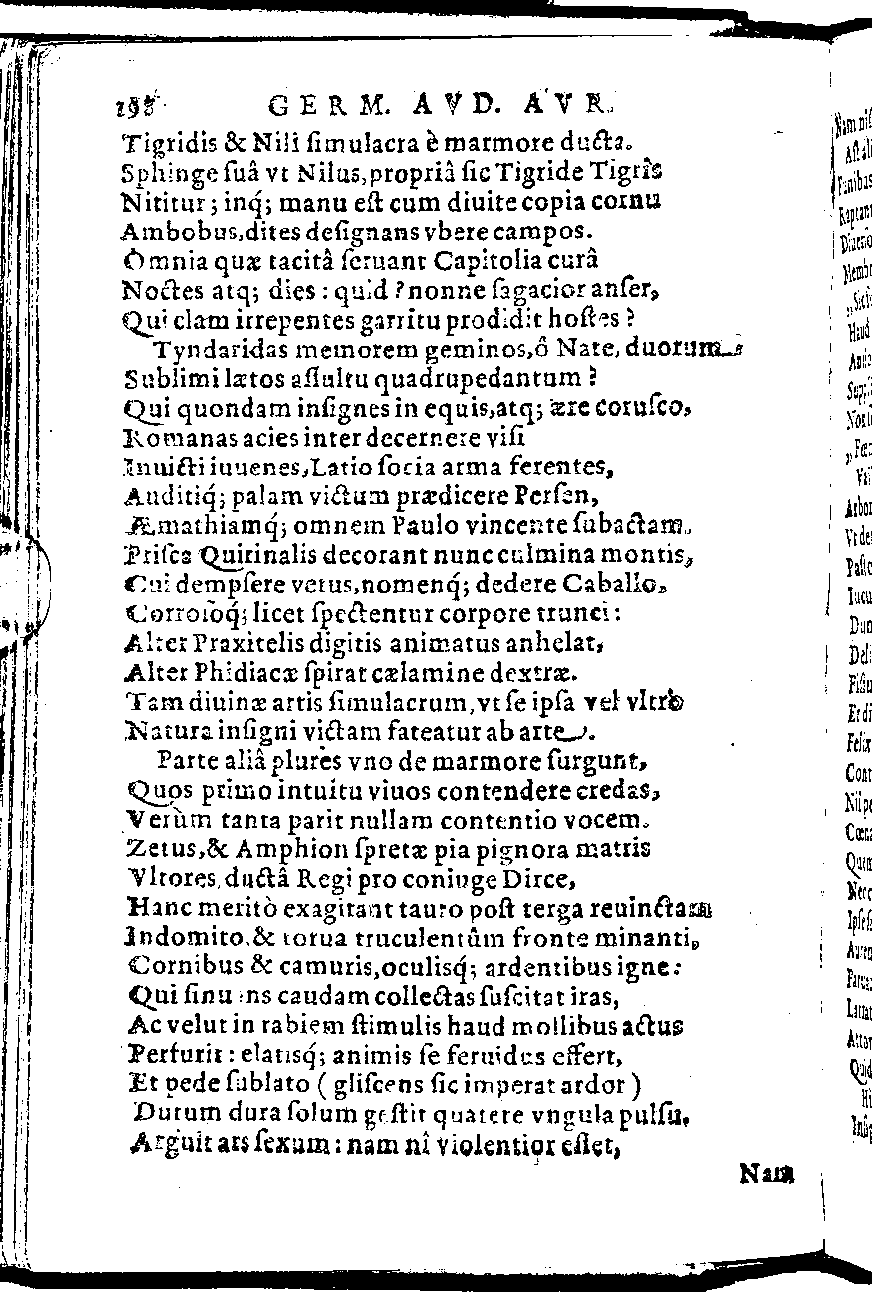 198 GERM. AVD. AVR.
Tigridis & Nili ſimulacra è marmore ducta.
Sphinge ſuâ vt Nilus, propriâ ſic Tigride Tigris
Nititur; inq́; manu eſt cum diuite copia cornu
Ambobus, dites deſignans vbere campos.
Omnia quæ tacitâ ſeruant Capitolia curâ
Noctes atq; dies: quid? nonne ſagacior anſer,
Qui clam irrepentes garritu prodidit hoſtes?
Tyndaridas memorem geminos, ô Nate, duorum
Sublimi lætos aſſultu quadrupedantum?
Qui quondam inſignes in equis, atq; ære coruſco,
Romanas acies inter decernere viſi
Inuicti iuuenes, Latio ſocia arma ferentes,
Auditiq́; palam victum prædicere Perſen,
Æmathiamq́; omnem Paulo vincente ſubactam.
Priſca Quirinalis decorant nunc culmina montis,
Cui dempſere vetus, nomenq́; dedere Caballo,
Corroſoq́; licet ſpectentur corpore trunci:
Alter Praxitelis digitis animatus anhelat,
Alter Phidiacæ ſpirat cælamine dextræ.
Tam diuinæ artis ſimulacrum, vt ſe ipſa vel vltrò
Natura inſigni victam fateatur ab arte.
Parte aliâ plures vno de marmore ſurgunt,
Quos primo intuitu viuos contendere credas,
Verùm tanta parit nullam contentio vocem.
Zetus, & Amphion ſpretæ pia pignora matris
Vltores, ductâ Regi pro coniuge Dirce,
Hanc meritò exagitant tauro poſt terga reuinctam
Indomito, & torua truculentûm fronte minanti,
Cornibus & camuris, oculisq́; ardentibus igne:
Qui ſinuens caudam collectas ſuſcitat iras,
Ac velut in rabiem ſtimulis haud mollibus actus
Perfurit: elatisq́; animis ſe feruidus effert,
Et pede ſublato (gliſcens ſic imperat ardor)
Durum dura ſolum geſtit quatere vngula pulſu.
Arguit ars ſexum: nam nî violentior eſſet,
Nam